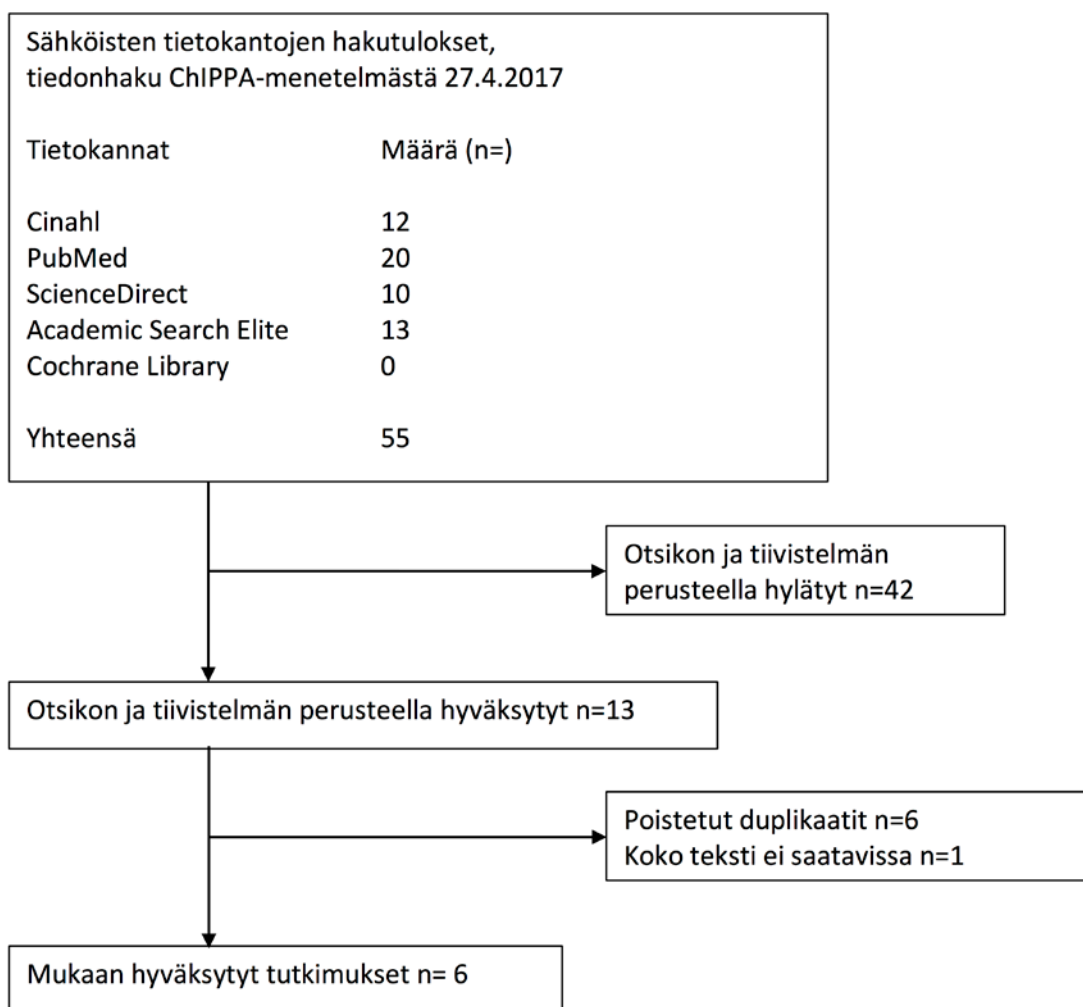 Sähköisten tietokantojen hakutulokset,
tiedonhaku ChIPPA-menetelmästä 27.4.2017
Tietokannat Määrä (n=)
Cinahl 12
PubMed 20
ScienceDirect 10
Academic Search Elite 13
Cochrane Library 0
Yhteensä 55
Otsikon ja tiivistelmän
perusteella hylätyt n=42
Otsikon ja tiivistelmän perusteella hyväksytyt n=13
Poistetut duplikaatit n=6
Koko teksti ei saatavissa n=1
Mukaan hyväksytyt tutkimukset n= 6